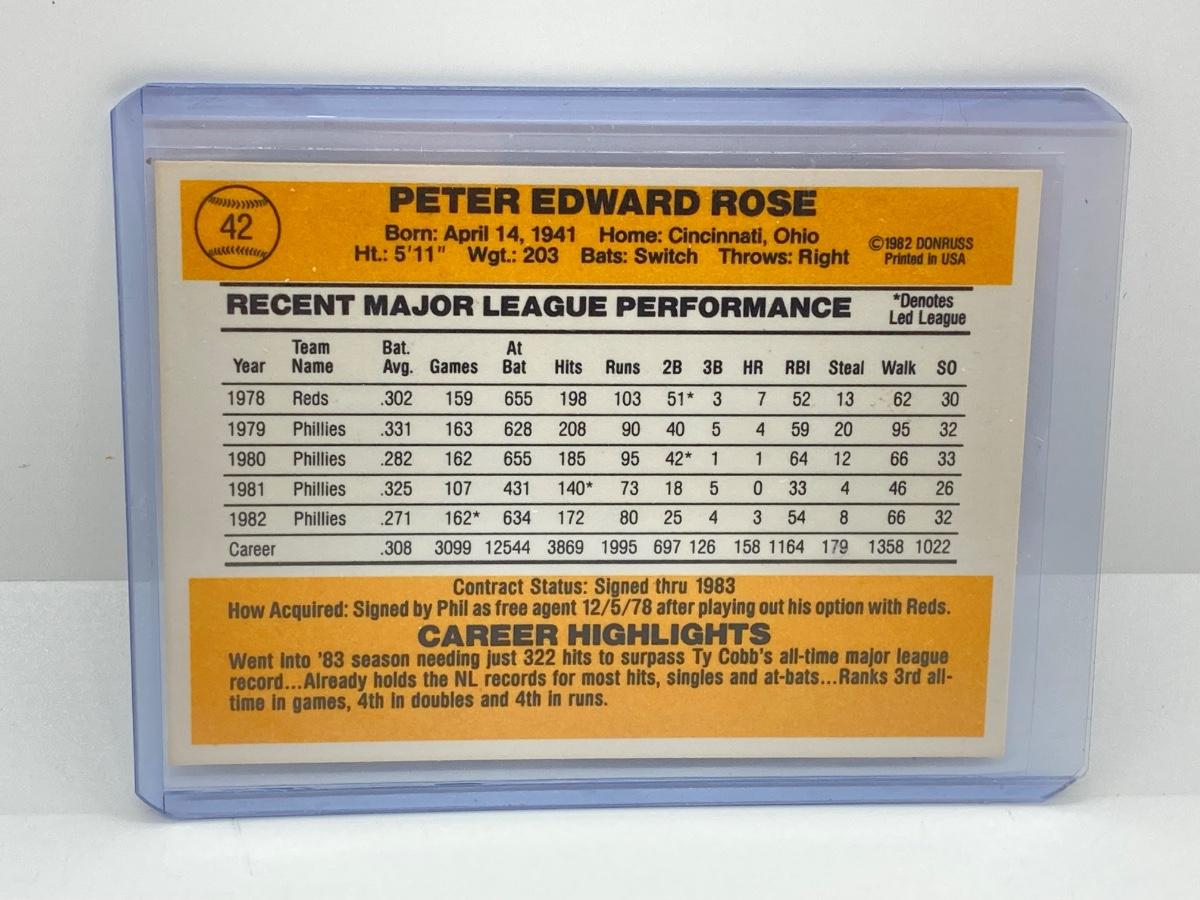 42
PETER EDWARD ROSE
Born: April 14, 1941 Home: Cincinnati, Ohio
Ht.: 5'11" Wgt.: 203 Bats: Switch Throws: Right
©1982 DONRUSS
Printed in USA
RECENT MAJOR LEAGUE PERFORMANCE
*Denotes
Led League
Year Team Name Bat. Avg. Games At Bat Hits Runs 2B 3B HR RBI Steal Walk SO
1978 Reds .302 159 655 198 103 51* 3 7 52 13 62 30
1979 Phillies .331 163 628 208 90 40 5 4 59 20 95 32
1980 Phillies .282 162 655 185 95 42* 1 1 64 12 66 33
1981 Phillies .325 107 431 140* 73 18 5 0 33 4 46 26
1982 Phillies .271 162* 634 172 80 25 4 3 54 8 66 32
Career .308 3099 12544 3869 1995 697 126 158 1164 179 1358 1022
Contract Status: Signed thru 1983
How Acquired: Signed by Phil as free agent 12/5/78 after playing out his option with Reds.
CAREER HIGHLIGHTS
Went into '83 season needing just 322 hits to surpass Ty Cobb's all-time major league
record...Already holds the NL records for most hits, singles and at-bats...Ranks 3rd all-
time in games, 4th in doubles and 4th in runs.